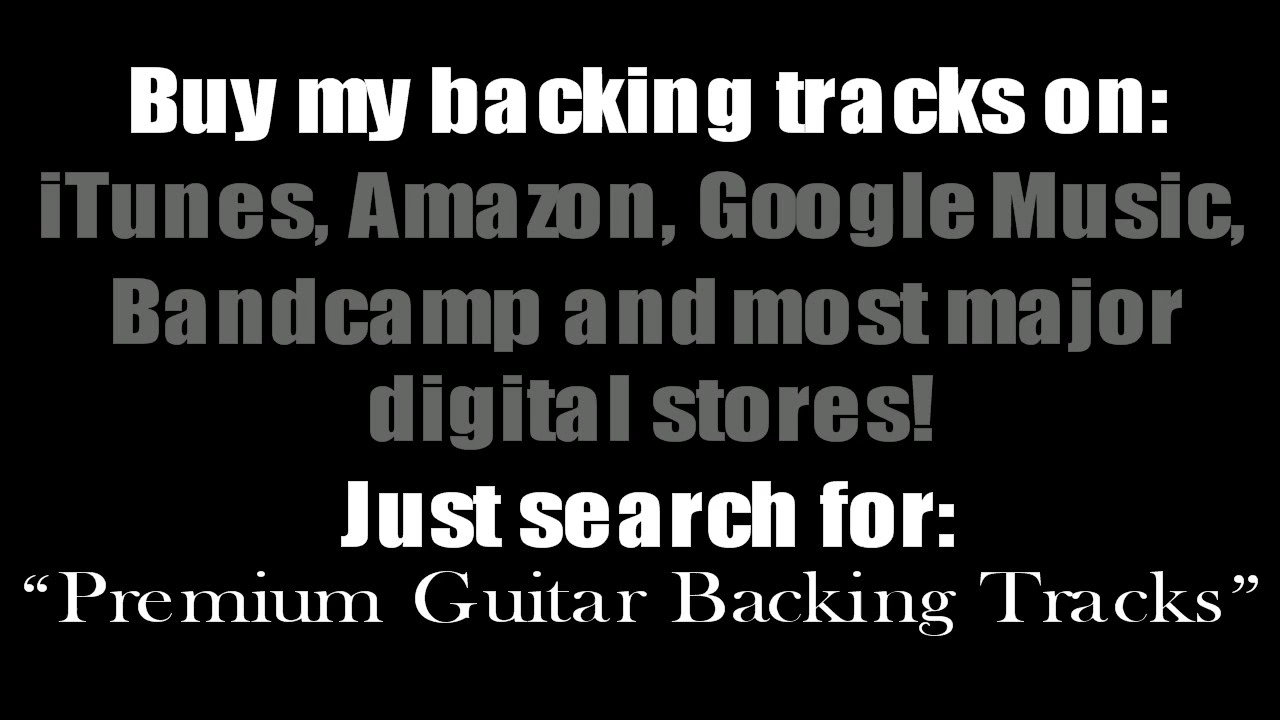 Buy my backing tracks on:
iTunes, Amazon, Google Music,
Bandcamp and most major
digital stores!
Just search for:
“Premium Guitar Backing Tracks”